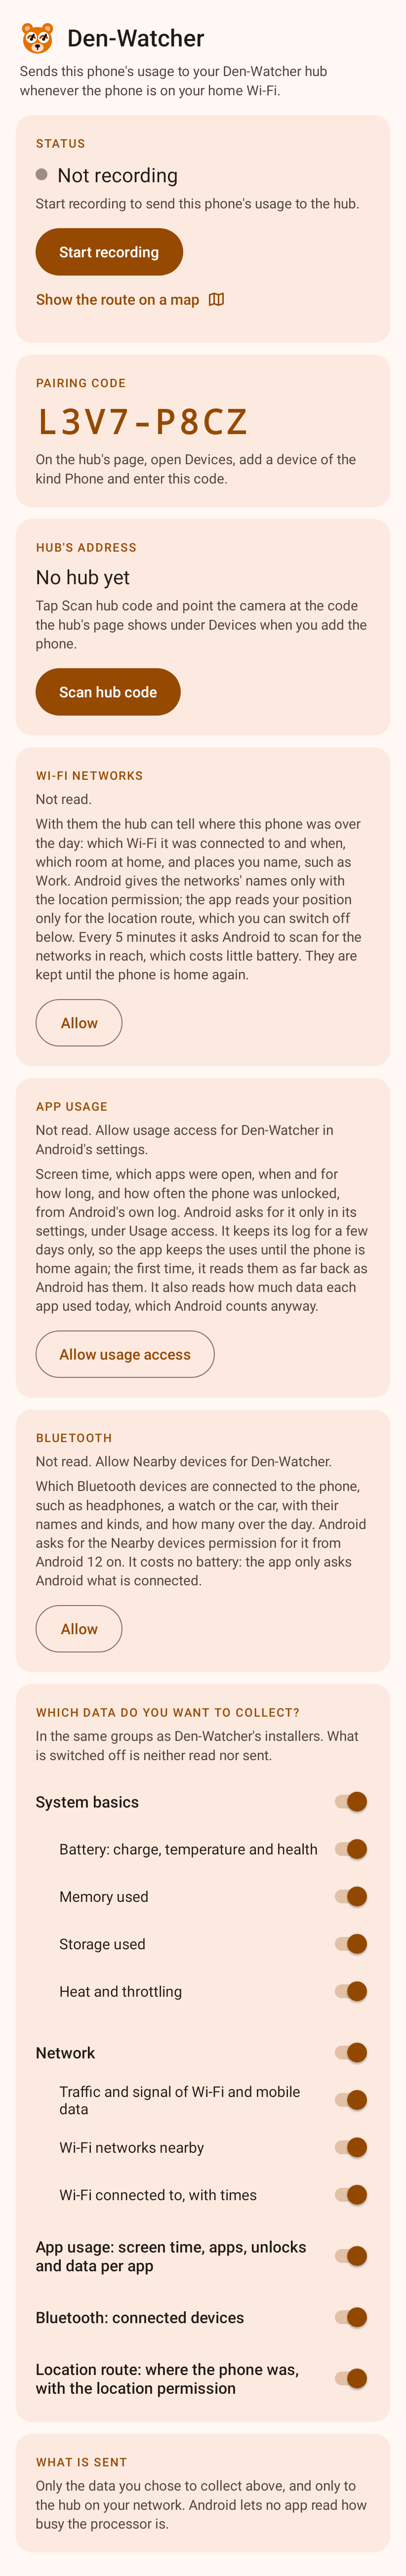 Den-Watcher
Sends this phone's usage to your Den-Watcher hub
whenever the phone is on your home Wi-Fi.
STATUS
Not recording
Start recording to send this phone's usage to the hub.
Start recording
Show the route on a map
PAIRING CODE
L3V7-P8CZ
On the hub's page, open Devices, add a device of the
kind Phone and enter this code.
HUB'S ADDRESS
No hub yet
Tap Scan hub code and point the camera at the code
the hub's page shows under Devices when you add the
phone.
Scan hub code
WI-FI NETWORKS
Not read.
With them the hub can tell where this phone was over
the day: which Wi-Fi it was connected to and when,
which room at home, and places you name, such as
Work. Android gives the networks' names only with
the location permission; the app reads your position
only for the location route, which you can switch off
below. Every 5 minutes it asks Android to scan for the
networks in reach, which costs little battery. They are
kept until the phone is home again.
Allow
APP USAGE
Not read. Allow usage access for Den-Watcher in
Android's settings.
Screen time, which apps were open, when and for
how long, and how often the phone was unlocked,
from Android's own log. Android asks for it only in its
settings, under Usage access. It keeps its log for a few
days only, so the app keeps the uses until the phone is
home again; the first time, it reads them as far back as
Android has them. It also reads how much data each
app used today, which Android counts anyway.
Allow usage access
BLUETOOTH
Not read. Allow Nearby devices for Den-Watcher.
Which Bluetooth devices are connected to the phone,
such as headphones, a watch or the car, with their
names and kinds, and how many over the day. Android
asks for the Nearby devices permission for it from
Android 12 on. It costs no battery: the app only asks
Android what is connected.
Allow
WHICH DATA DO YOU WANT TO COLLECT?
In the same groups as Den-Watcher's installers. What
is switched off is neither read nor sent.
System basics
Battery: charge, temperature and health
Memory used
Storage used
Heat and throttling
Network
Traffic and signal of Wi-Fi and mobile
data
Wi-Fi networks nearby
Wi-Fi connected to, with times
App usage: screen time, apps, unlocks
and data per app
Bluetooth: connected devices
Location route: where the phone was,
with the location permission
WHAT IS SENT
Only the data you chose to collect above, and only to
the hub on your network. Android lets no app read how
busy the processor is.